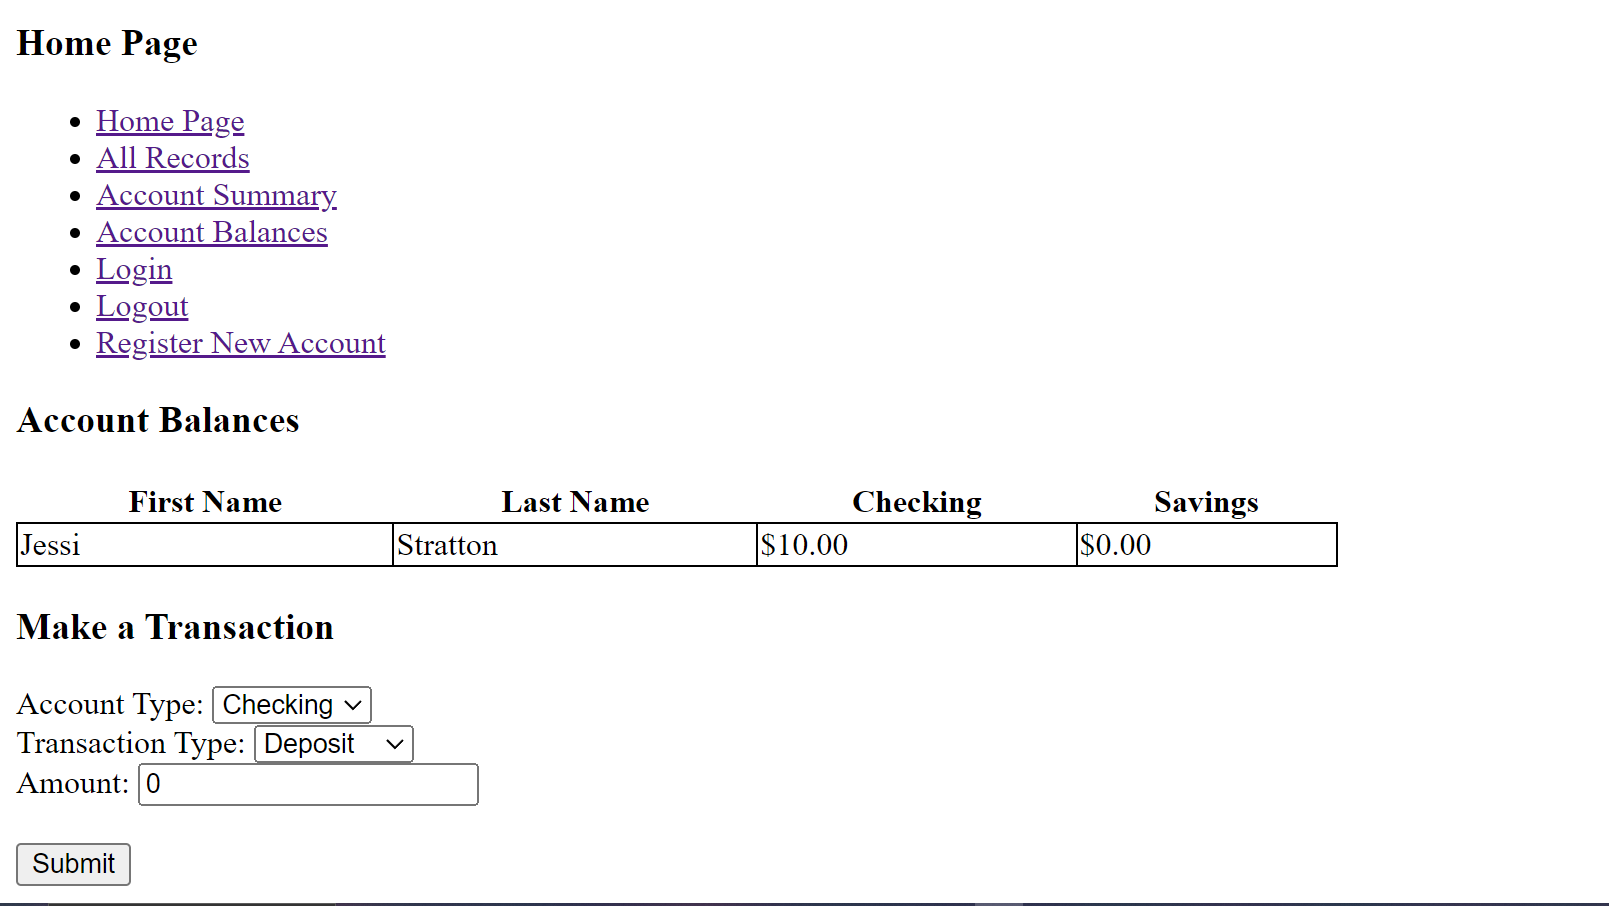 Home Page
Home Page
All Records
Account Summary
Account Balances
Login
Logout
Register New Account
Account Balances
First Name Last Name Checking Savings
Jessi Stratton $10.00 $0.00
Make a Transaction
Account Type: Checking
Transaction Type: Deposit
Amount: 0
Submit